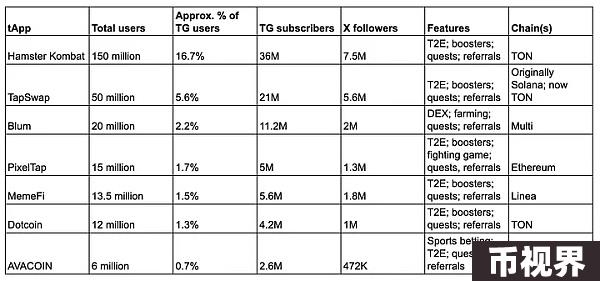 tApp Total users Approx. % of TG users TG subscribers X followers Features Chain(s)
Hamster Kombat 150 million 16.7% 36M 7.5M T2E; boosters; quests; referrals TON
TapSwap 50 million 5.6% 21M 5.6M T2E; boosters; quests; referrals Originally Solana; now TON
Blum 20 million 2.2% 11.2M 2M DEX; farming; quests; referrals Multi
PixelTap 15 million 1.7% 5M 1.3M T2E; boosters; fighting game; quests, referrals Ethereum
MemeFi 13.5 million 1.5% 5.6M 1.8M T2E; boosters; quests; referrals Linea
Dotcoin 12 million 1.3% 4.2M 1M T2E; boosters; quests; referrals TON
AVACOIN 6 million 0.7% 2.6M 472K Sports betting; T2E; referrals
币视界